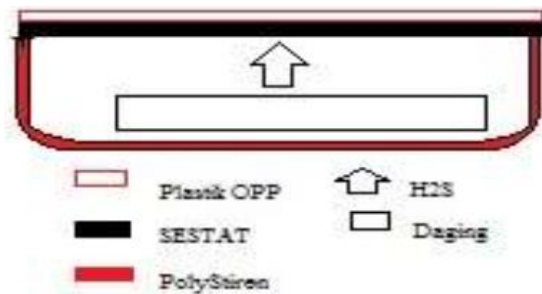 Plastik OPP
H2S
SESTAT
Daging
PolyStiren